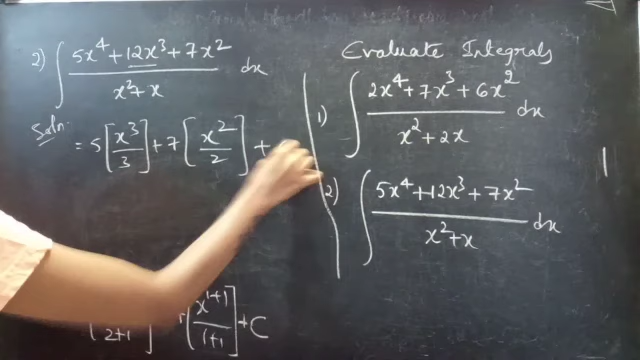 2) ∫ 5x⁴+12x³+7x² / x²+x dx
Soln:
= 5[x³/3] + 7[x²/2] +
2+1 ] [x¹⁺¹/1+1] + C
Evaluate Integrals
1) ∫ 2x⁴+7x³+6x² / x²+2x dx
2) ∫ 5x⁴+12x³+7x² / x²+x dx